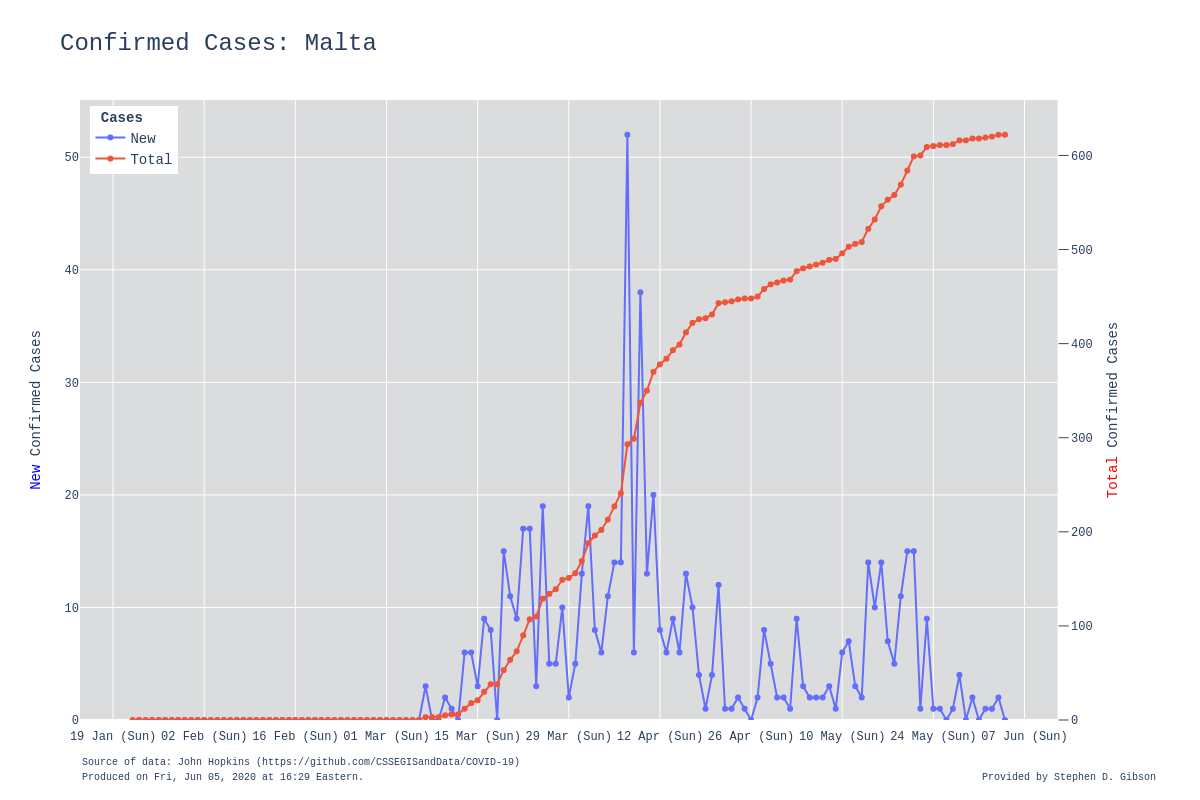 Confirmed Cases: Malta
Cases
New
Total
50
40
30
20
10
0
600
500
400
300
200
100
0
New Confirmed Cases
Total Confirmed Cases
19 Jan (Sun) 02 Feb (Sun) 16 Feb (Sun) 01 Mar (Sun) 15 Mar (Sun) 29 Mar (Sun) 12 Apr (Sun) 26 Apr (Sun) 10 May (Sun) 24 May (Sun) 07 Jun (Sun)
Source of data: John Hopkins (https://github.com/CSSEGISandData/COVID-19)
Produced on Fri, Jun 05, 2020 at 16:29 Eastern.
Provided by Stephen D. Gibson